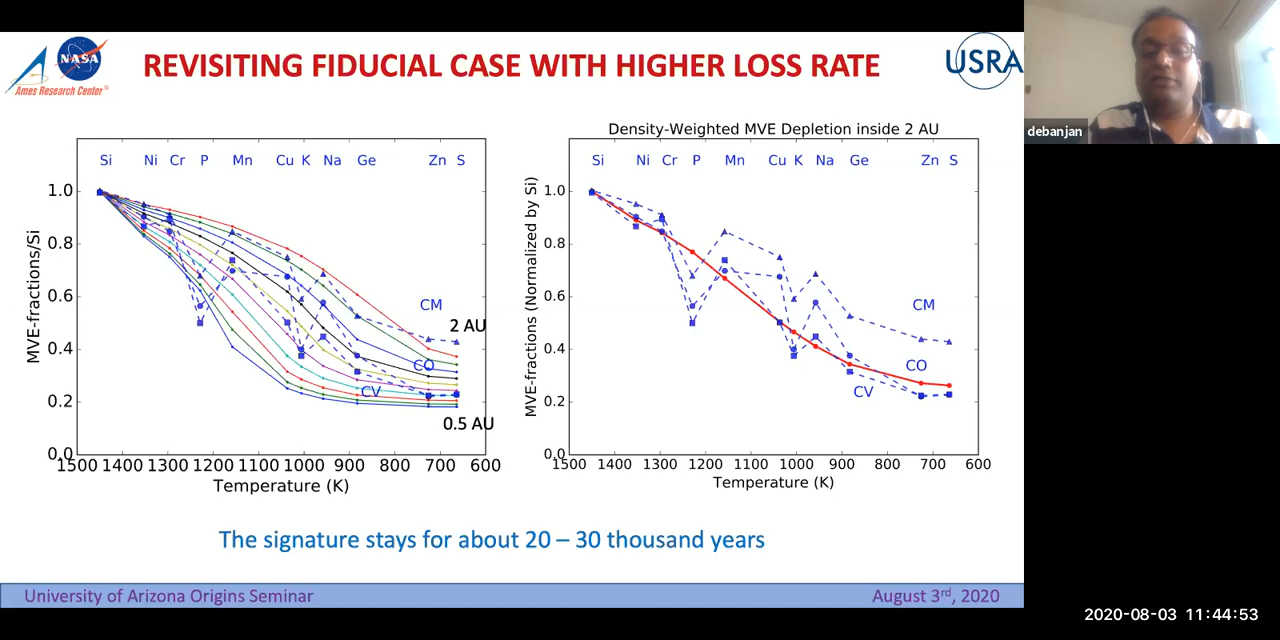 NASA
Ames Research Center
REVISITING FIDUCIAL CASE WITH HIGHER LOSS RATE
USRA
debanjan
Si Ni Cr P Mn Cu K Na Ge Zn S
1.0
0.8
0.6
0.4
0.2
0.0
MVE-fractions/Si
CM
2 AU
CO
CV
0.5 AU
1500 1400 1300 1200 1100 1000 900 800 700 600
Temperature (K)
Density-Weighted MVE Depletion inside 2 AU
Si Ni Cr P Mn Cu K Na Ge Zn S
1.0
0.8
0.6
0.4
0.2
0.0
MVE-fractions (Normalized by Si)
CM
CO
CV
1500 1400 1300 1200 1100 1000 900 800 700 600
Temperature (K)
The signature stays for about 20 – 30 thousand years
University of Arizona Origins Seminar
August 3rd, 2020
2020-08-03 11:44:53